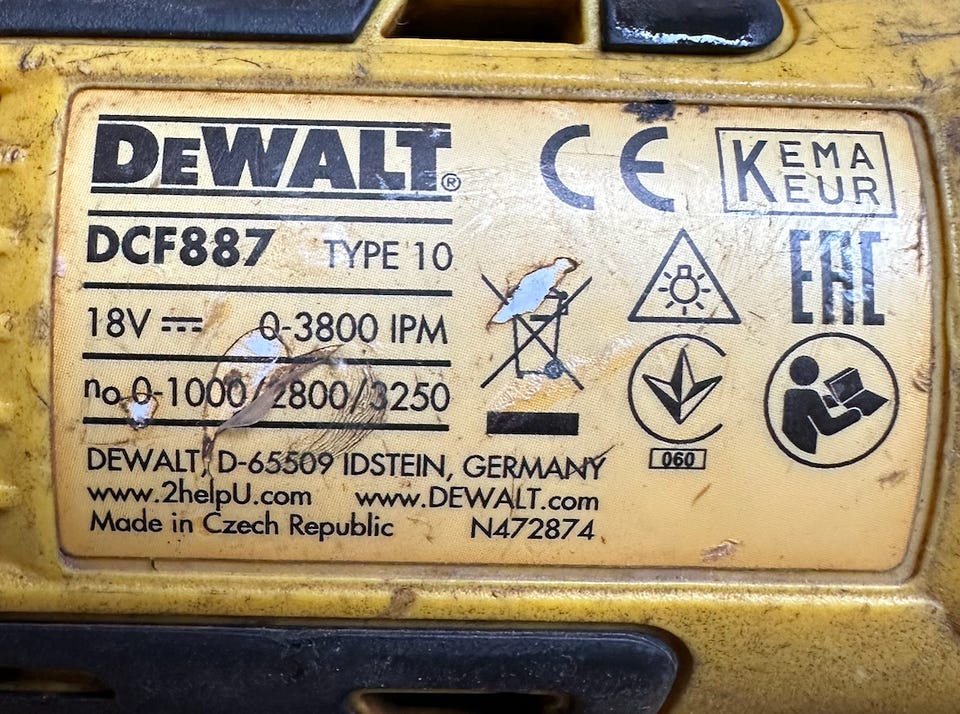 DEWALT®
DCF887 TYPE 10
18V ⎓ 0-3800 IPM
no 0-1000/2800/3250
DEWALT, D-65509 IDSTEIN, GERMANY
www.2helpU.com www.DEWALT.com
Made in Czech Republic N472874
CE
KEMA
KEUR
EAC
060